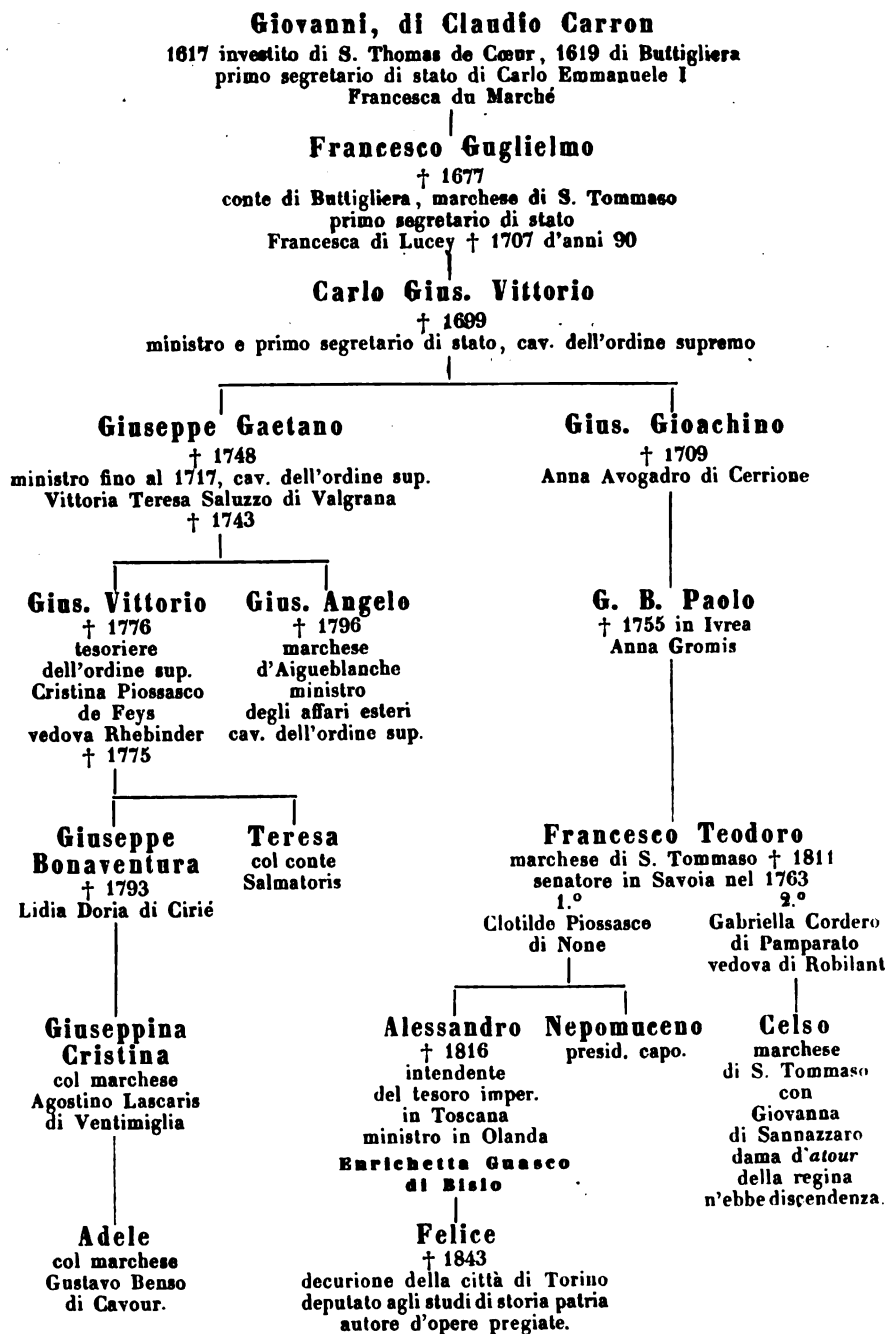 Giovanni, di Claudio Carron
1617 investito di S. Thomas de Cœur, 1619 di Buttigliera
primo segretario di stato di Carlo Emmanuele I
Francesca du Marché
Francesco Guglielmo
† 1677
conte di Buttigliera, marchese di S. Tommaso
primo segretario di stato
Francesca di Lucey † 1707 d'anni 90
Carlo Gius. Vittorio
† 1699
ministro e primo segretario di stato, cav. dell'ordine supremo
Giuseppe Gaetano
† 1748
ministro fino al 1717, cav. dell'ordine sup.
Vittoria Teresa Saluzzo di Valgrana
† 1743
Gius. Gioachino
† 1709
Anna Avogadro di Cerrione
Gius. Vittorio
† 1776
tesoriere
dell'ordine sup.
Cristina Piossasco
de Feys
vedova Rhebinder
† 1775
Gius. Angelo
† 1796
marchese
d'Aigueblanche
ministro
degli affari esteri
cav. dell'ordine sup.
G. B. Paolo
† 1755 in Ivrea
Anna Gromis
Giuseppe
Bonaventura
† 1793
Lidia Doria di Cirié
Teresa
col conte
Salmatoris
Francesco Teodoro
marchese di S. Tommaso † 1811
senatore in Savoia nel 1763
1.º
Clotilde Piossasco
di None
2.º
Gabriella Cordero
di Pamparato
vedova di Robilant
Giuseppina
Cristina
col marchese
Agostino Lascaris
di Ventimiglia
Alessandro
† 1816
intendente
del tesoro imper.
in Toscana
ministro in Olanda
Enrichetta Guasco
di Bisio
Nepomuceno
presid. capo.
Celso
marchese
di S. Tommaso
con
Giovanna
di Sannazzaro
dama d'atour
della regina
n'ebbe discendenza.
Adele
col marchese
Gustavo Benso
di Cavour.
Felice
† 1843
decurione della città di Torino
deputato agli studi di storia patria
autore d'opere pregiate.